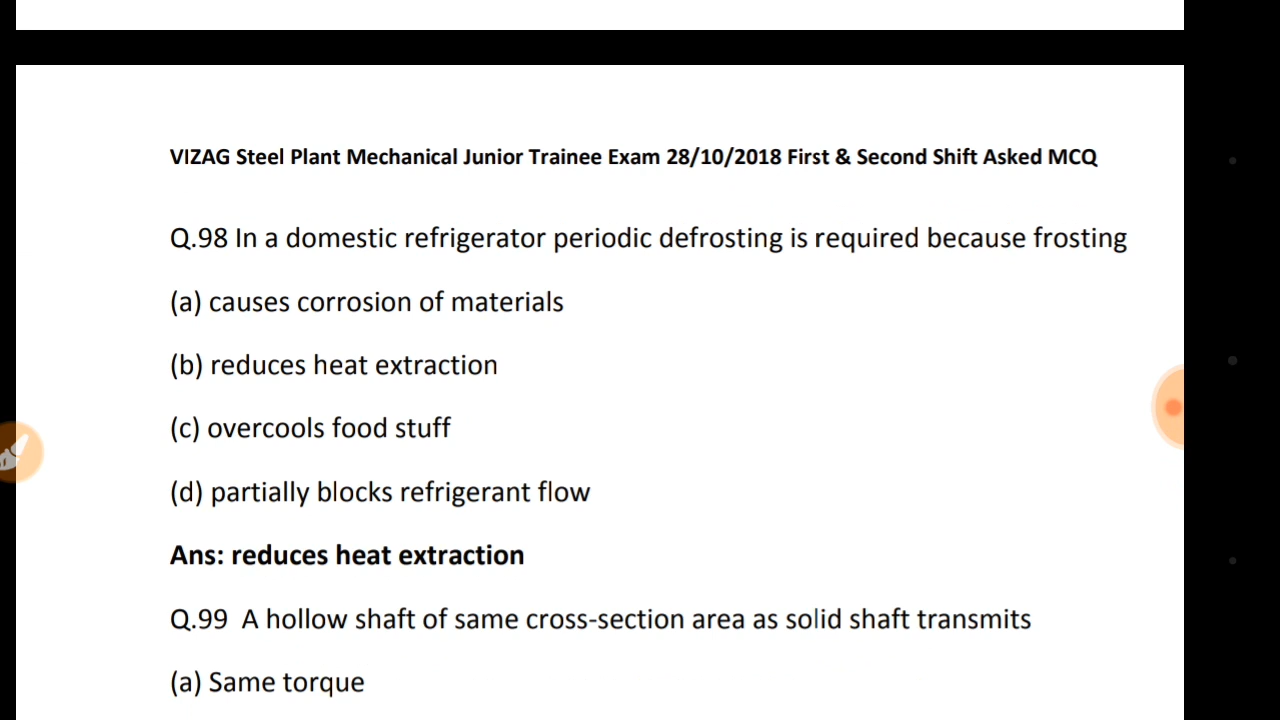 VIZAG Steel Plant Mechanical Junior Trainee Exam 28/10/2018 First & Second Shift Asked MCQ
Q.98 In a domestic refrigerator periodic defrosting is required because frosting
(a) causes corrosion of materials
(b) reduces heat extraction
(c) overcools food stuff
(d) partially blocks refrigerant flow
Ans: reduces heat extraction
Q.99 A hollow shaft of same cross-section area as solid shaft transmits
(a) Same torque